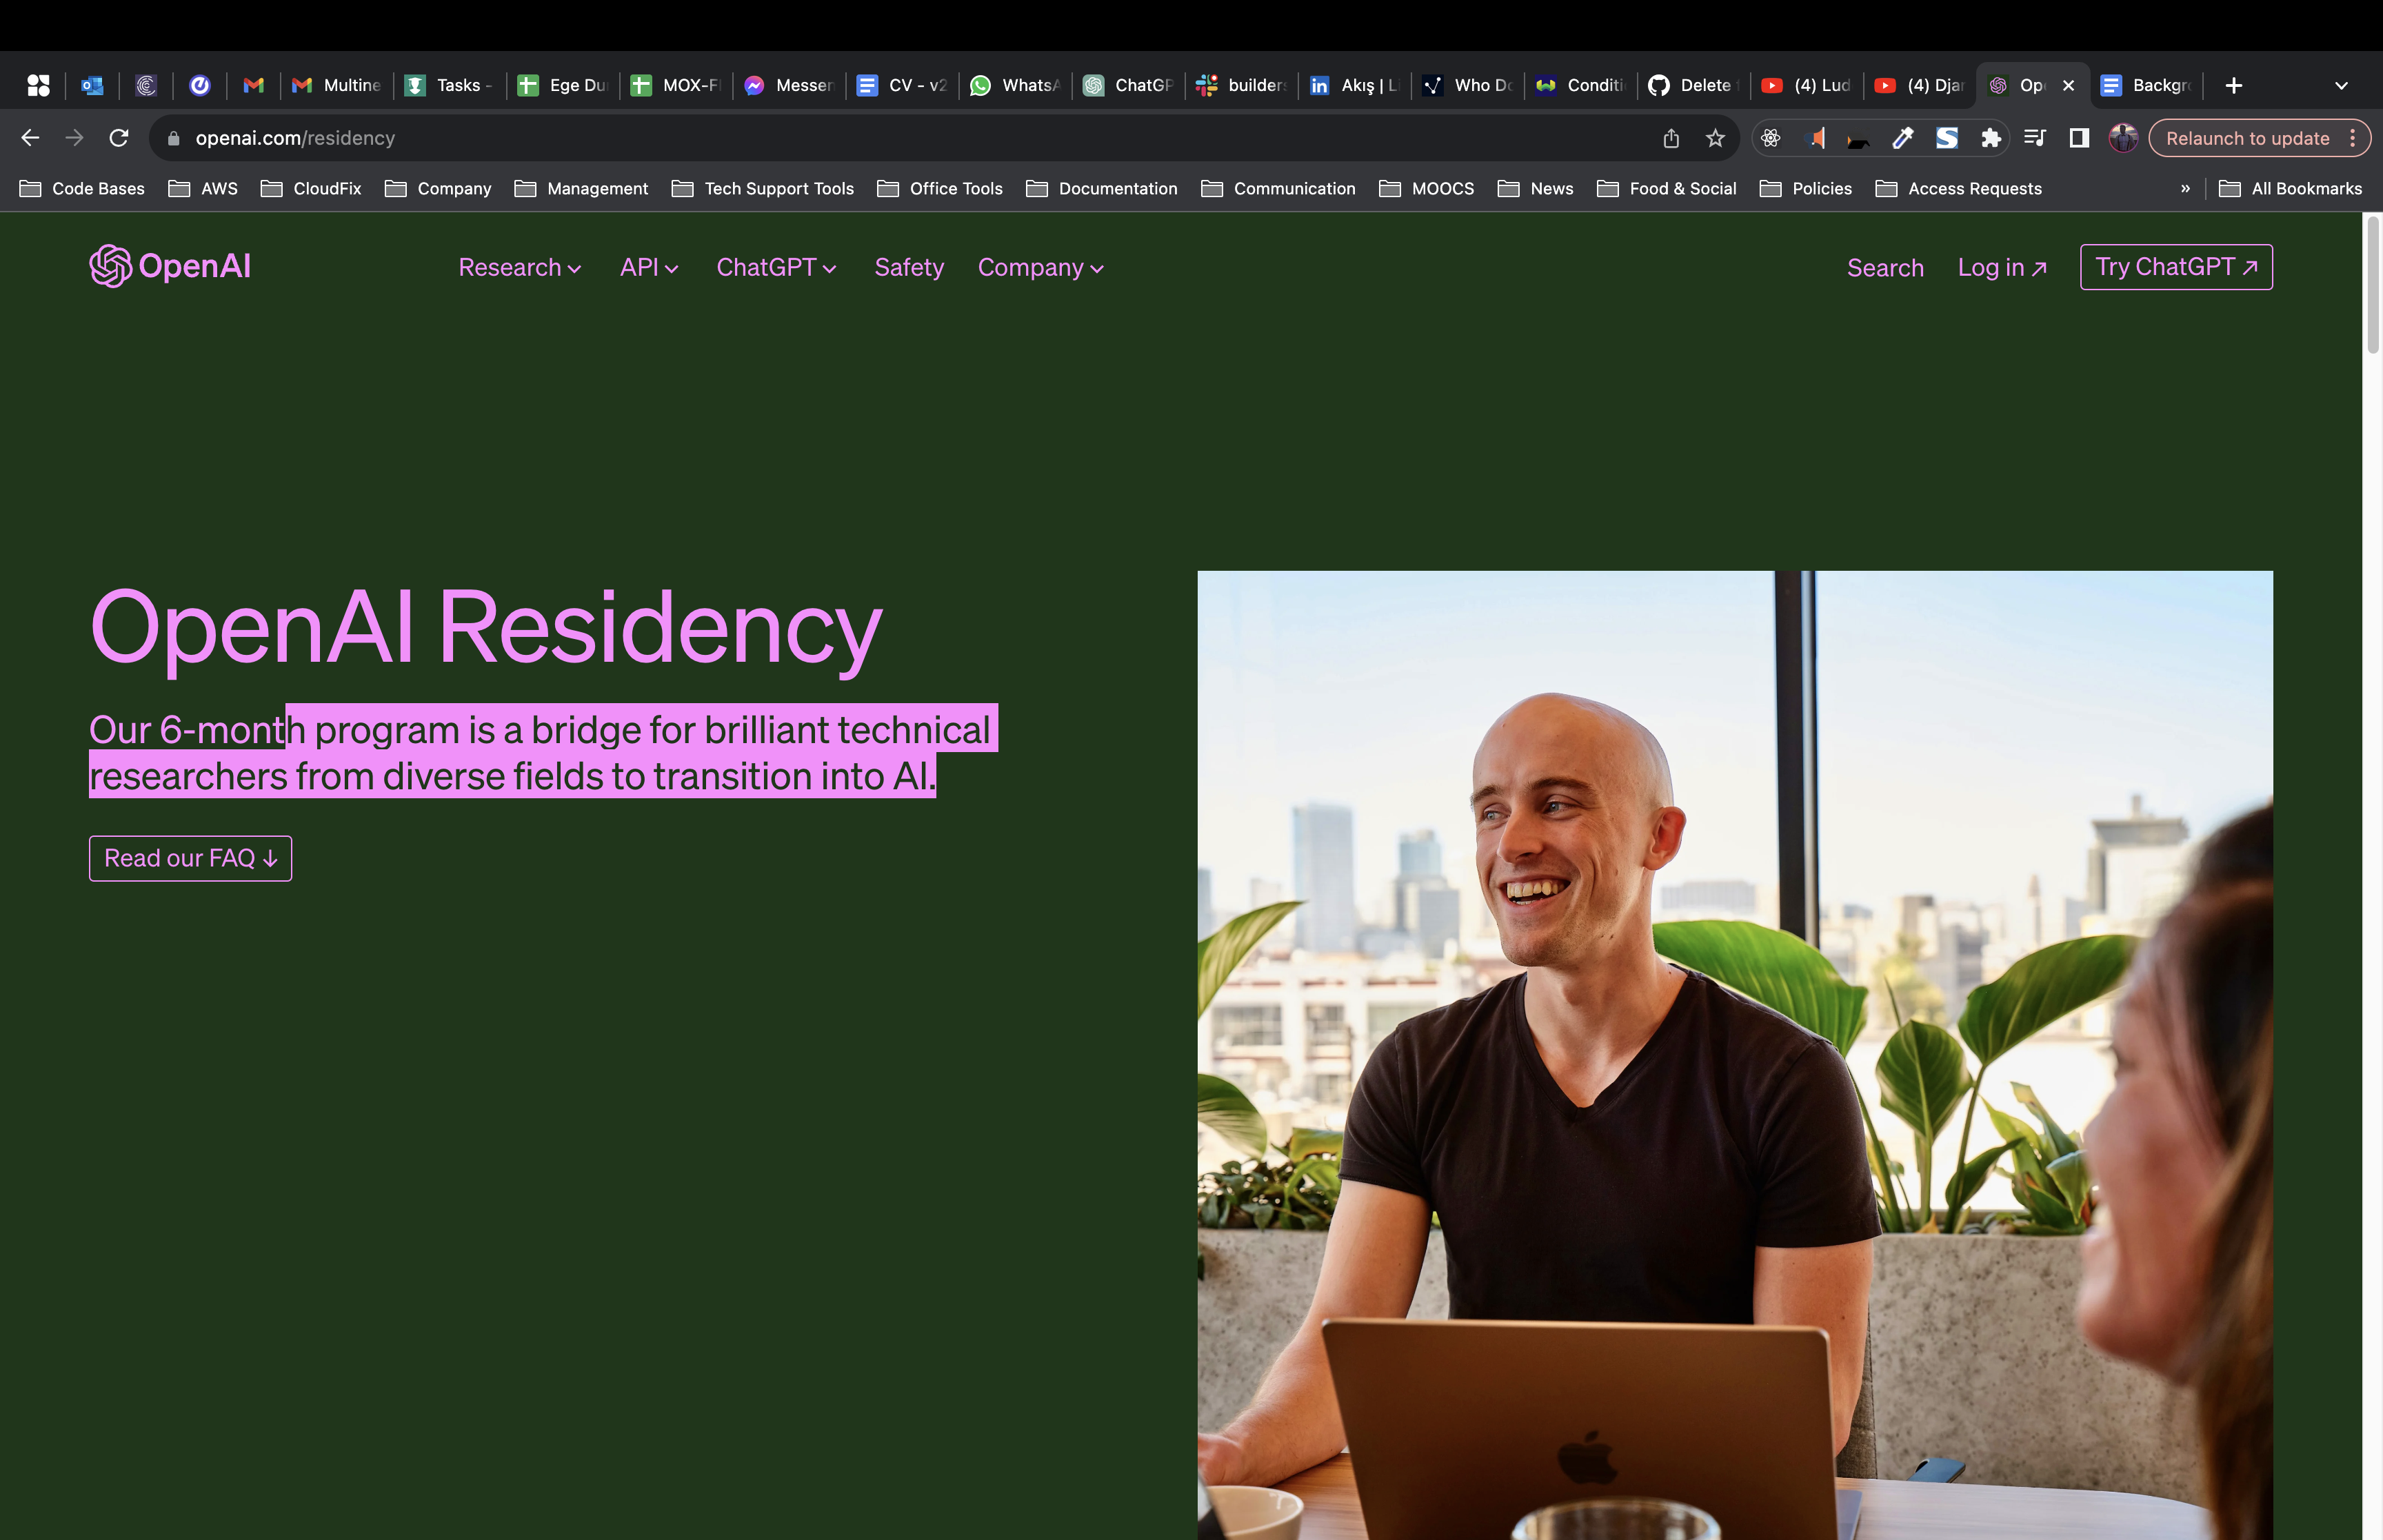 Multine
Tasks -
Ege Du
MOX-F
Messen
CV - v2
WhatsA
ChatGP
builder
Akış | L
Who Do
Conditi
Delete
(4) Lud
(4) Djan
Op
Backgr
openai.com/residency
Relaunch to update
Code Bases
AWS
CloudFix
Company
Management
Tech Support Tools
Office Tools
Documentation
Communication
MOOCS
News
Food & Social
Policies
Access Requests
»
All Bookmarks
OpenAI
Research
API
ChatGPT
Safety
Company
Search
Log in ↗
Try ChatGPT ↗
OpenAI Residency
Our 6-month program is a bridge for brilliant technical
researchers from diverse fields to transition into AI.
Read our FAQ ↓